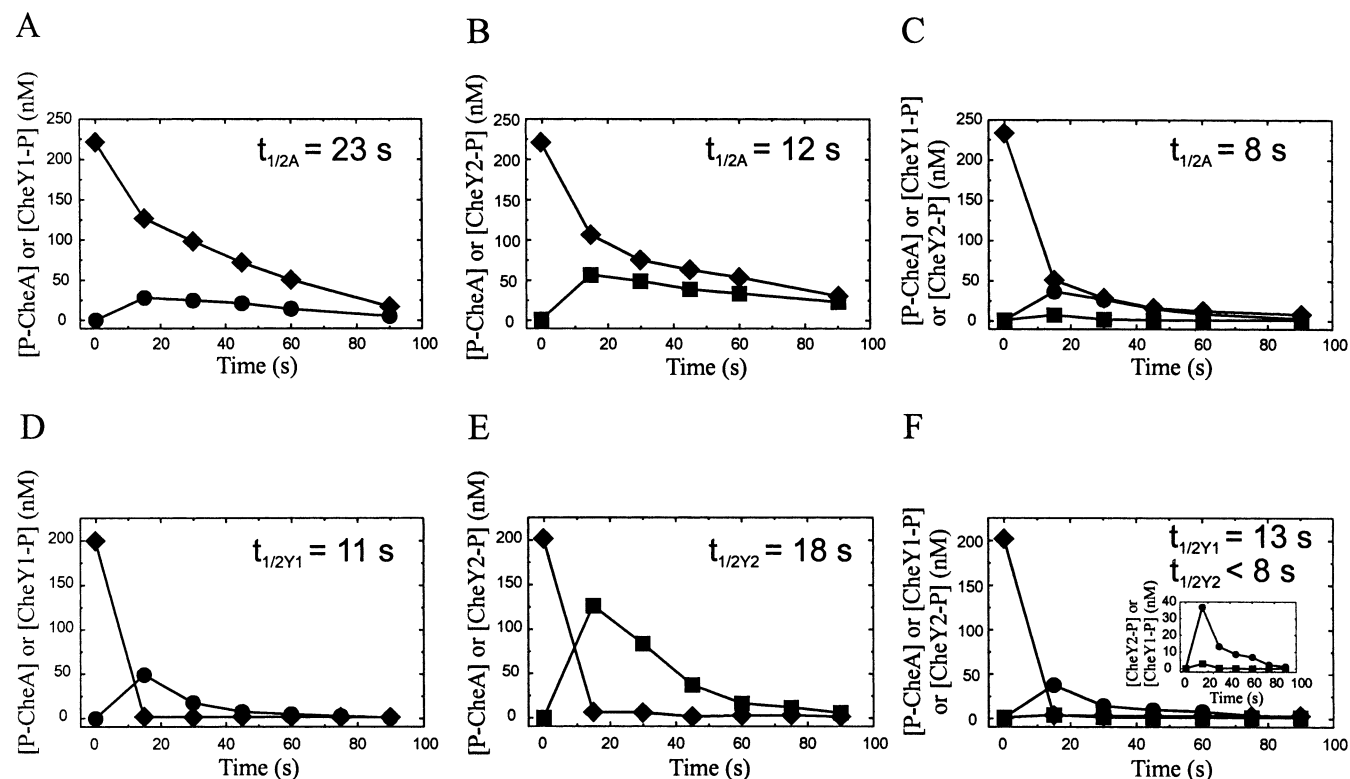 A
B
C
[P-CheA] or [CheY1-P] (nM)
250
200
150
100
50
0
t1/2A = 23 s
0 20 40 60 80 100
Time (s)
[P-CheA] or [CheY2-P] (nM)
250
200
150
100
50
0
t1/2A = 12 s
0 20 40 60 80 100
Time (s)
[P-CheA] or [CheY1-P]
or [CheY2-P] (nM)
250
200
150
100
50
0
t1/2A = 8 s
0 20 40 60 80 100
Time (s)
D
E
F
[P-CheA] or [CheY1-P] (nM)
200
150
100
50
0
t1/2Y1 = 11 s
0 20 40 60 80 100
Time (s)
[P-CheA] or [CheY2-P] (nM)
200
150
100
50
0
t1/2Y2 = 18 s
0 20 40 60 80 100
Time (s)
[P-CheA] or [CheY1-P]
or [CheY2-P] (nM)
200
150
100
50
0
t1/2Y1 = 13 s
t1/2Y2 < 8 s
[CheY2-P] or
[CheY1-P] (nM)
40
30
20
10
0
0 20 40 60 80 100
Time (s)
0 20 40 60 80 100
Time (s)